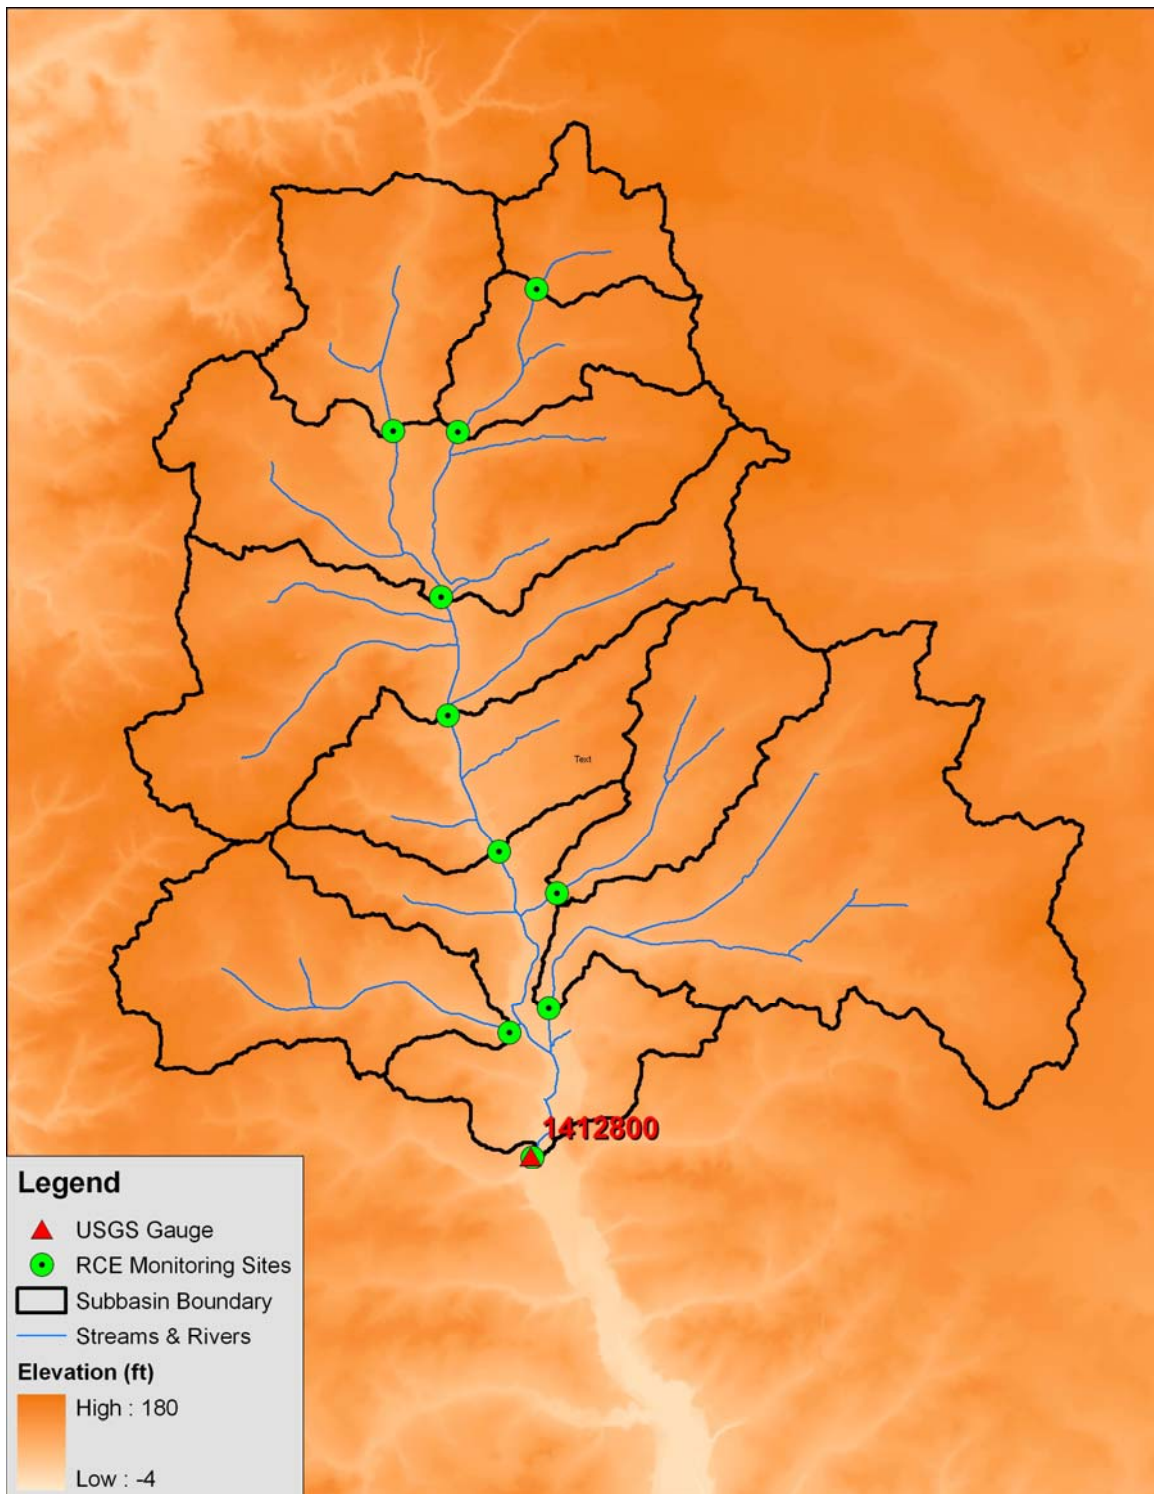 Text
1412800
Legend
USGS Gauge
RCE Monitoring Sites
Subbasin Boundary
Streams & Rivers
Elevation (ft)
High : 180
Low : -4